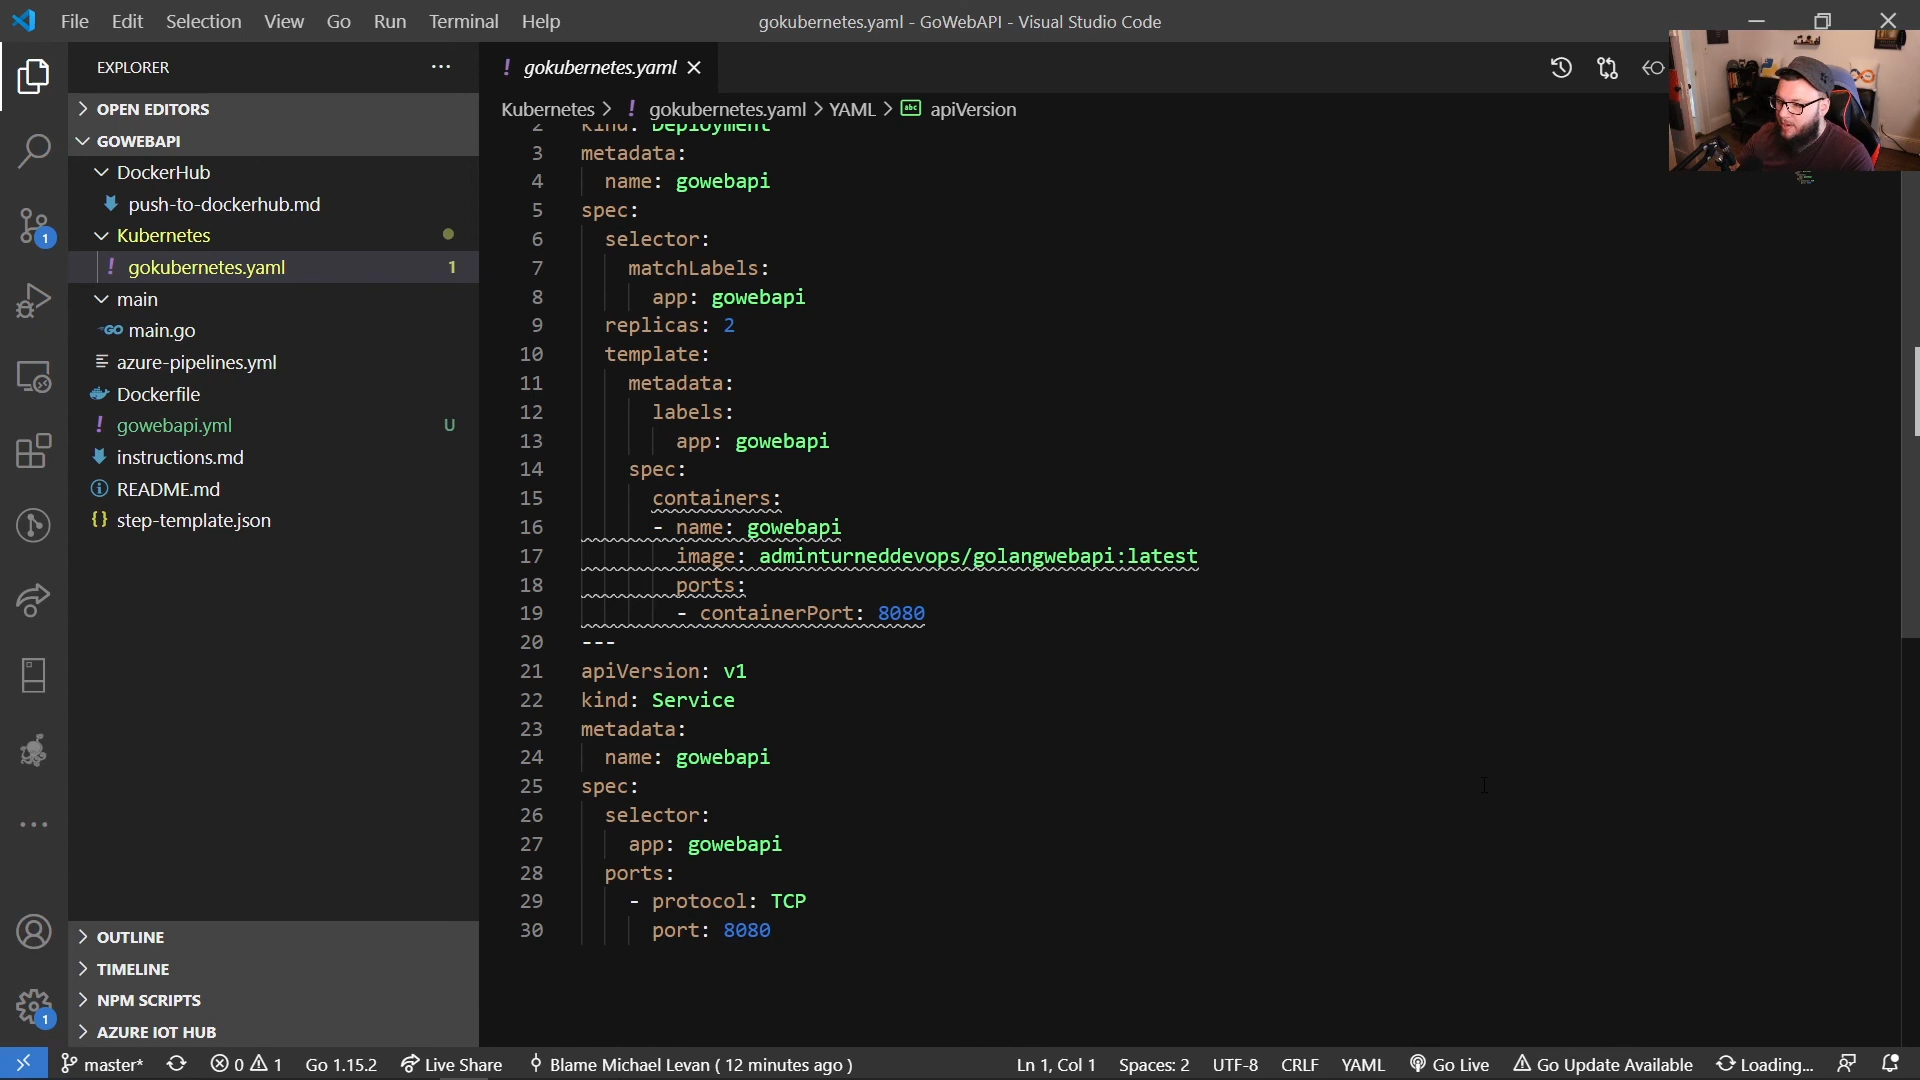 File Edit Selection View Go Run Terminal Help
gokubernetes.yaml - GoWebAPI - Visual Studio Code
EXPLORER
OPEN EDITORS
GOWEBAPI
DockerHub
push-to-dockerhub.md
Kubernetes
! gokubernetes.yaml 1
main
GO main.go
azure-pipelines.yml
Dockerfile
! gowebapi.yml U
instructions.md
README.md
{} step-template.json
OUTLINE
TIMELINE
NPM SCRIPTS
AZURE IOT HUB
1
1
! gokubernetes.yaml
Kubernetes > ! gokubernetes.yaml > YAML > abc apiVersion
2 kind: Deployment
3 metadata:
4 name: gowebapi
5 spec:
6 selector:
7 matchLabels:
8 app: gowebapi
9 replicas: 2
10 template:
11 metadata:
12 labels:
13 app: gowebapi
14 spec:
15 containers:
16 - name: gowebapi
17 image: adminturneddevops/golangwebapi:latest
18 ports:
19 - containerPort: 8080
20 ---
21 apiVersion: v1
22 kind: Service
23 metadata:
24 name: gowebapi
25 spec:
26 selector:
27 app: gowebapi
28 ports:
29 - protocol: TCP
30 port: 8080
master* 0 1 Go 1.15.2 Live Share Blame Michael Levan ( 12 minutes ago ) Ln 1, Col 1 Spaces: 2 UTF-8 CRLF YAML Go Live Go Update Available Loading...